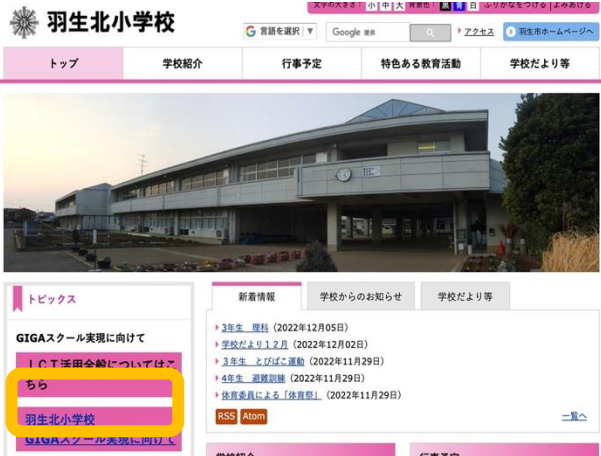 羽生北小学校
文字の大きさ： 小 中 大 背景色： 黒 青 白 ふりがなをつける よみあげる
言語を選択 ▼
Google 検索
アクセス
羽生市ホームページへ
トップ
学校紹介
行事予定
特色ある教育活動
学校だより等
トピックス
GIGAスクール実現に向けて
ＩＣＴ活用全般についてはこ
ちら
羽生北小学校
GIGAスクール実現に向けて
新着情報
学校からのお知らせ
学校だより等
3年生　理科（2022年12月05日）
学校だより１２月（2022年12月02日）
３年生　とびばこ運動（2022年11月29日）
4年生　避難訓練（2022年11月29日）
体育委員による「体育祭」（2022年11月29日）
RSS Atom
一覧へ
学校紹介
行事予定